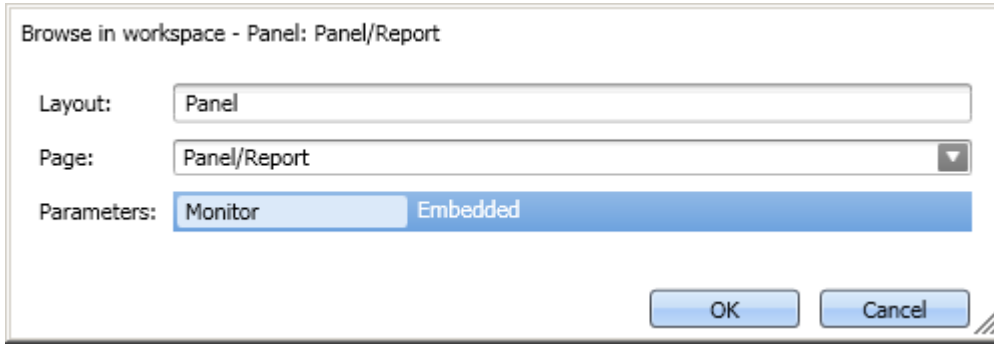 Browse in workspace - Panel: Panel/Report
Layout: Panel
Page: Panel/Report
Parameters: Monitor Embedded
OK Cancel